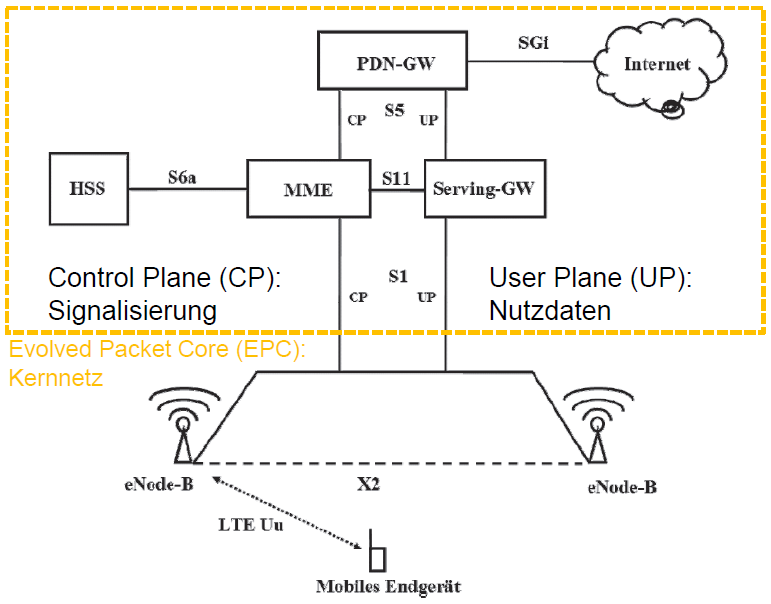 SGi
PDN-GW
Internet
S5
CP
UP
HSS
S6a
MME
S11
Serving-GW
Control Plane (CP):
Signalisierung
S1
CP
UP
User Plane (UP):
Nutzdaten
Evolved Packet Core (EPC):
Kernnetz
eNode-B
X2
eNode-B
LTE Uu
Mobiles Endgerät